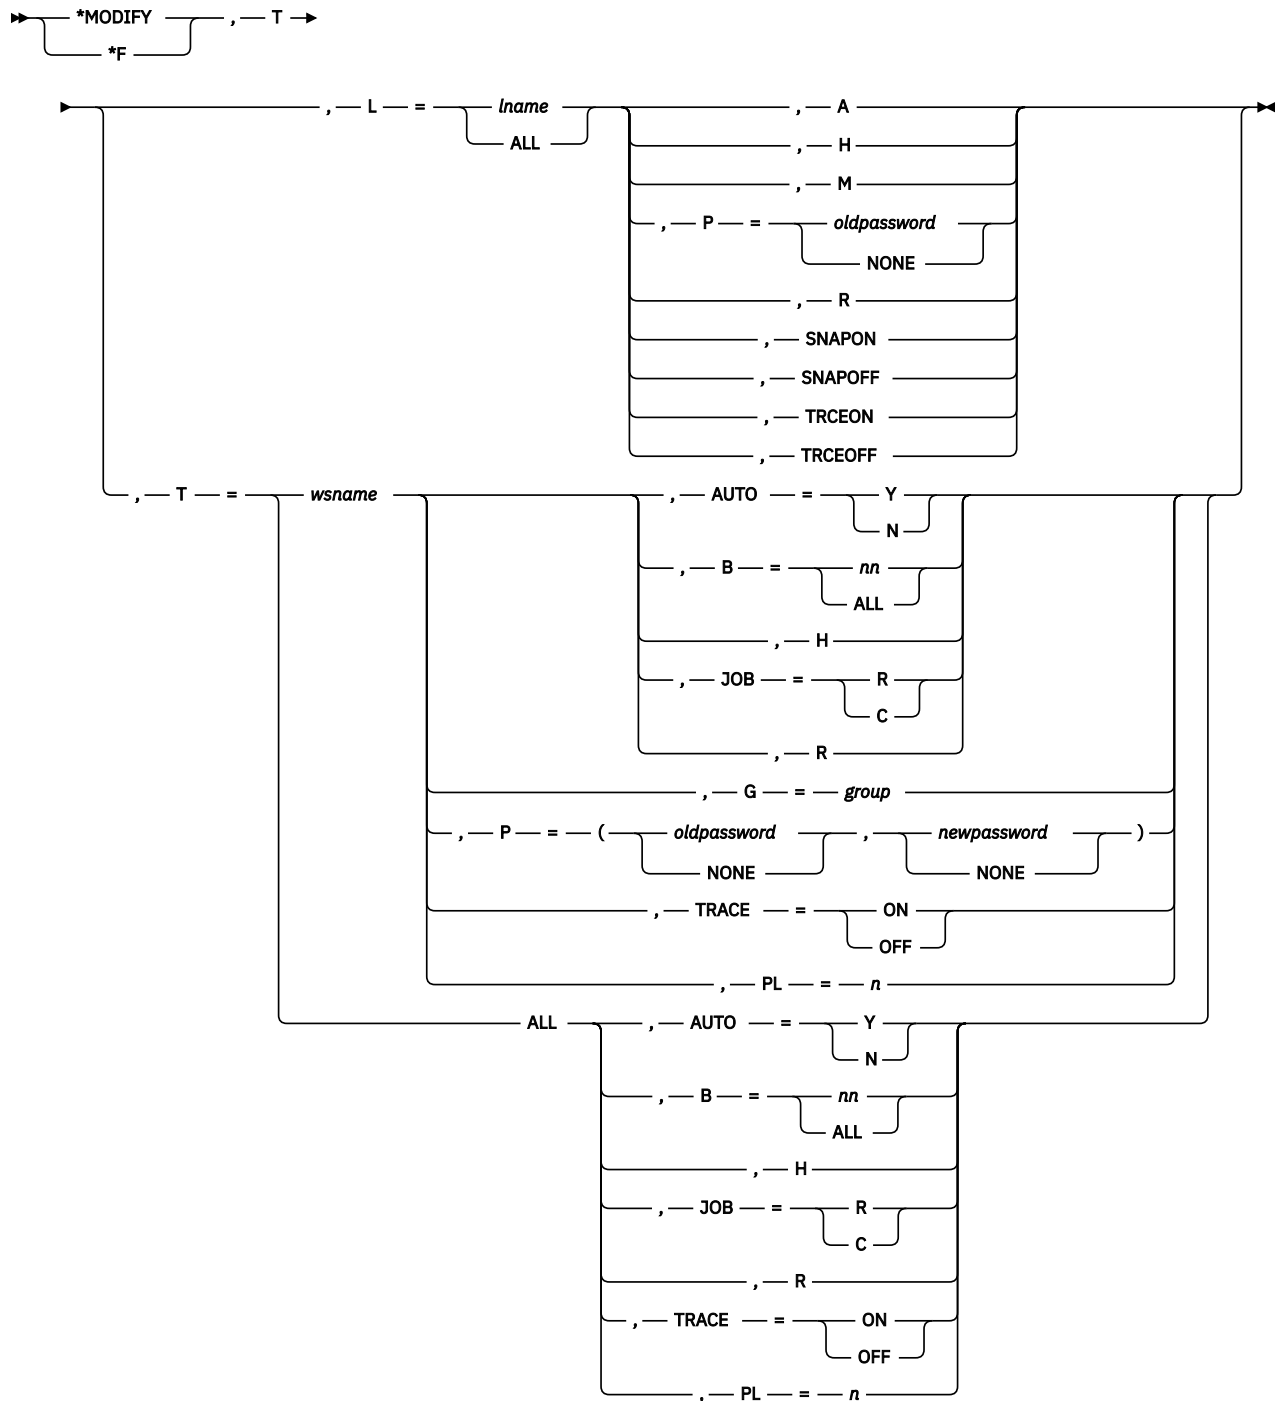 *MODIFY , T
*F
, L = lname , A
ALL
, H
, M
, P = oldpassword
NONE
, R
, SNAPON
, SNAPOFF
, TRCEON
, TRCEOFF
, T = wsname , AUTO = Y
N
, B = nn
ALL
, H
, JOB = R
C
, R
, G = group
, P = ( oldpassword , newpassword )
NONE NONE
, TRACE = ON
OFF
, PL = n
ALL , AUTO = Y
N
, B = nn
ALL
, H
, JOB = R
C
, R
, TRACE = ON
OFF
, PL = n